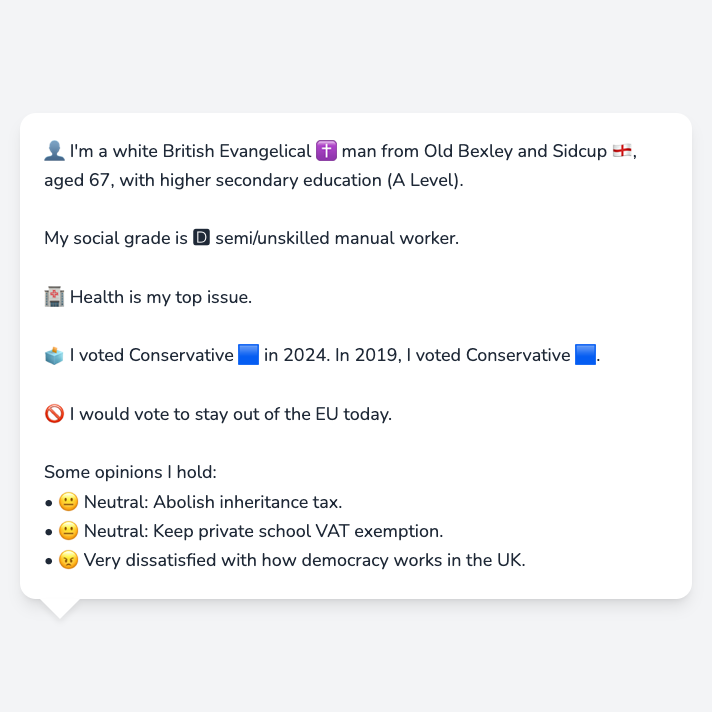 👤 I'm a white British Evangelical ✝️ man from Old Bexley and Sidcup 🏴󠁧󠁢󠁥󠁮󠁧󠁿,
aged 67, with higher secondary education (A Level).
My social grade is 🅳 semi/unskilled manual worker.
🏥 Health is my top issue.
🗳️ I voted Conservative 🟦 in 2024. In 2019, I voted Conservative 🟦.
🚫 I would vote to stay out of the EU today.
Some opinions I hold:
• 😐 Neutral: Abolish inheritance tax.
• 😐 Neutral: Keep private school VAT exemption.
• 😠 Very dissatisfied with how democracy works in the UK.